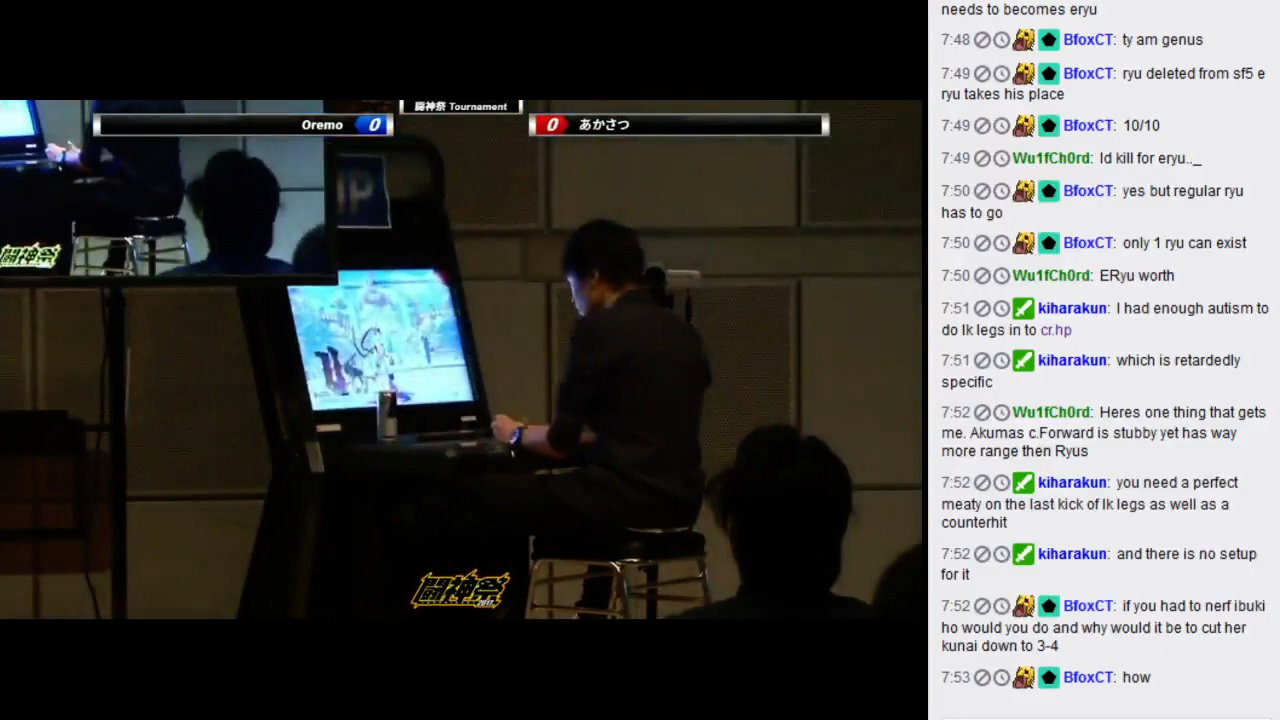 闘神祭 Tournament
Oremo 0
0 あかさつ
IP
闘神祭
闘神祭
2017
needs to becomes eryu
7:48 BfoxCT: ty am genus
7:49 BfoxCT: ryu deleted from sf5 e
ryu takes his place
7:49 BfoxCT: 10/10
7:49 Wu1fCh0rd: Id kill for eryu.._
7:50 BfoxCT: yes but regular ryu
has to go
7:50 BfoxCT: only 1 ryu can exist
7:50 Wu1fCh0rd: ERyu worth
7:51 kiharakun: I had enough autism to
do lk legs in to cr.hp
7:51 kiharakun: which is retardedly
specific
7:52 Wu1fCh0rd: Heres one thing that gets
me. Akumas c.Forward is stubby yet has way
more range then Ryus
7:52 kiharakun: you need a perfect
meaty on the last kick of lk legs as well as a
counterhit
7:52 kiharakun: and there is no setup
for it
7:52 BfoxCT: if you had to nerf ibuki
ho would you do and why would it be to cut her
kunai down to 3-4
7:53 BfoxCT: how